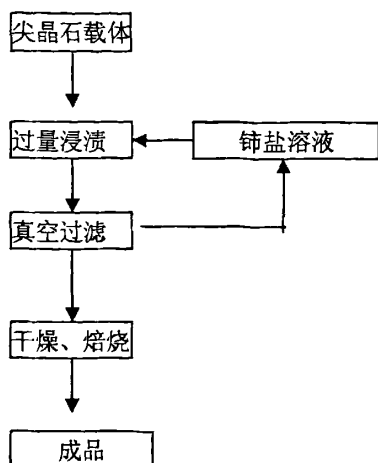 尖晶石载体
过量浸渍
铈盐溶液
真空过滤
干燥、焙烧
成品